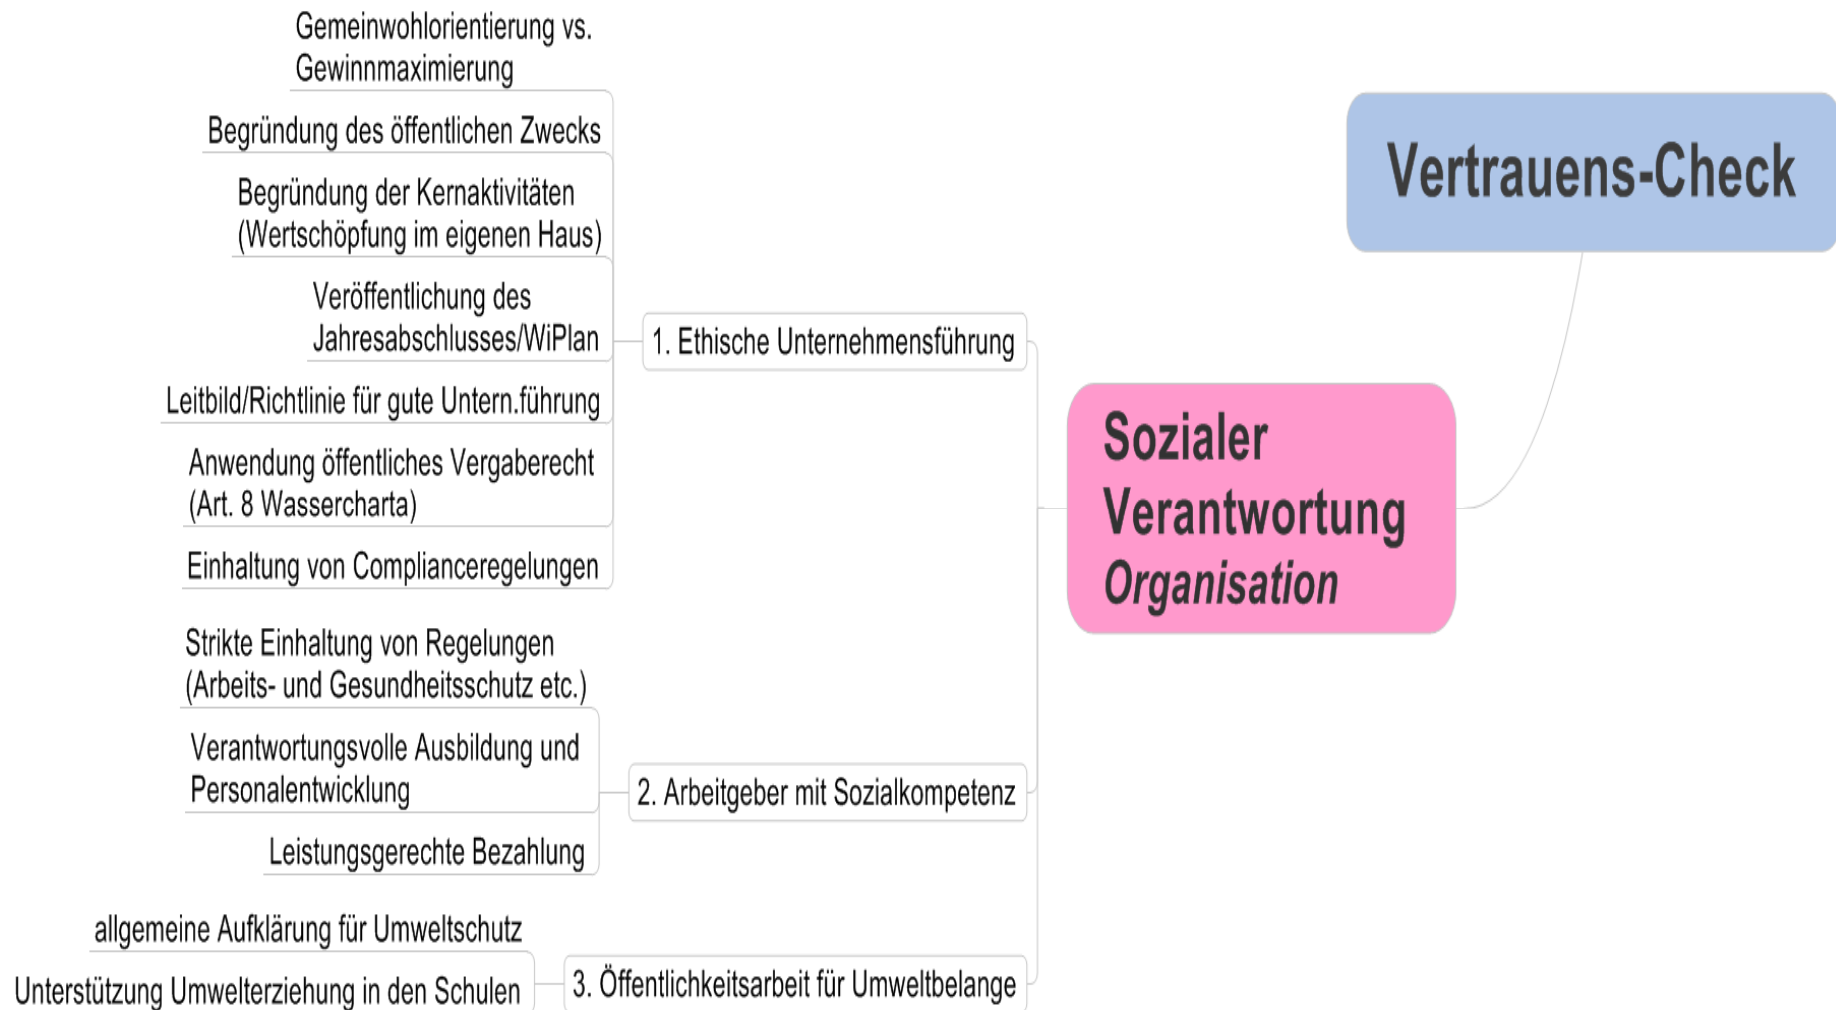 Vertrauens-Check
Sozialer
Verantwortung
Organisation
1. Ethische Unternehmensführung
Gemeinwohlorientierung vs.
Gewinnmaximierung
Begründung des öffentlichen Zwecks
Begründung der Kernaktivitäten
(Wertschöpfung im eigenen Haus)
Veröffentlichung des
Jahresabschlusses/WiPlan
Leitbild/Richtlinie für gute Untern.führung
Anwendung öffentliches Vergaberecht
(Art. 8 Wassercharta)
Einhaltung von Complianceregelungen
2. Arbeitgeber mit Sozialkompetenz
Strikte Einhaltung von Regelungen
(Arbeits- und Gesundheitsschutz etc.)
Verantwortungsvolle Ausbildung und
Personalentwicklung
Leistungsgerechte Bezahlung
3. Öffentlichkeitsarbeit für Umweltbelange
allgemeine Aufklärung für Umweltschutz
Unterstützung Umwelterziehung in den Schulen